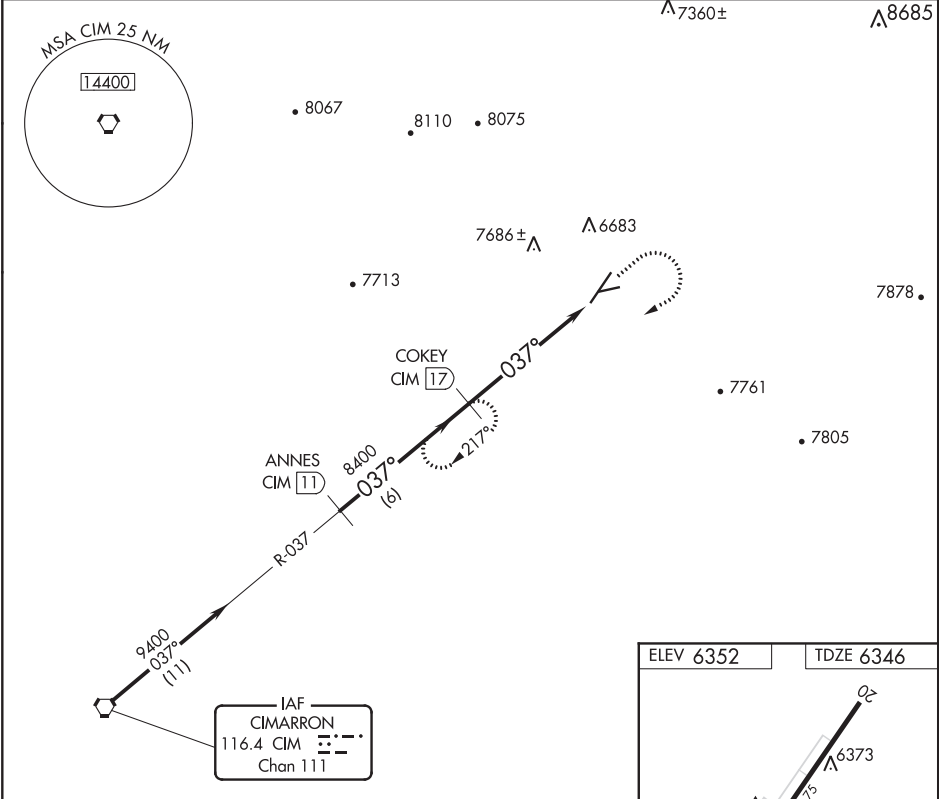 7360±
8685
MSA CIM 25 NM
14400
8067
8110
8075
7686±
6683
7713
7878
COKEY
CIM 17
037°
7761
7805
217°
ANNES
CIM 11
8400
037°
(6)
R-037
9400
037°
(11)
IAF
CIMARRON
116.4 CIM
Chan 111
ELEV 6352
TDZE 6346
20
6373
75